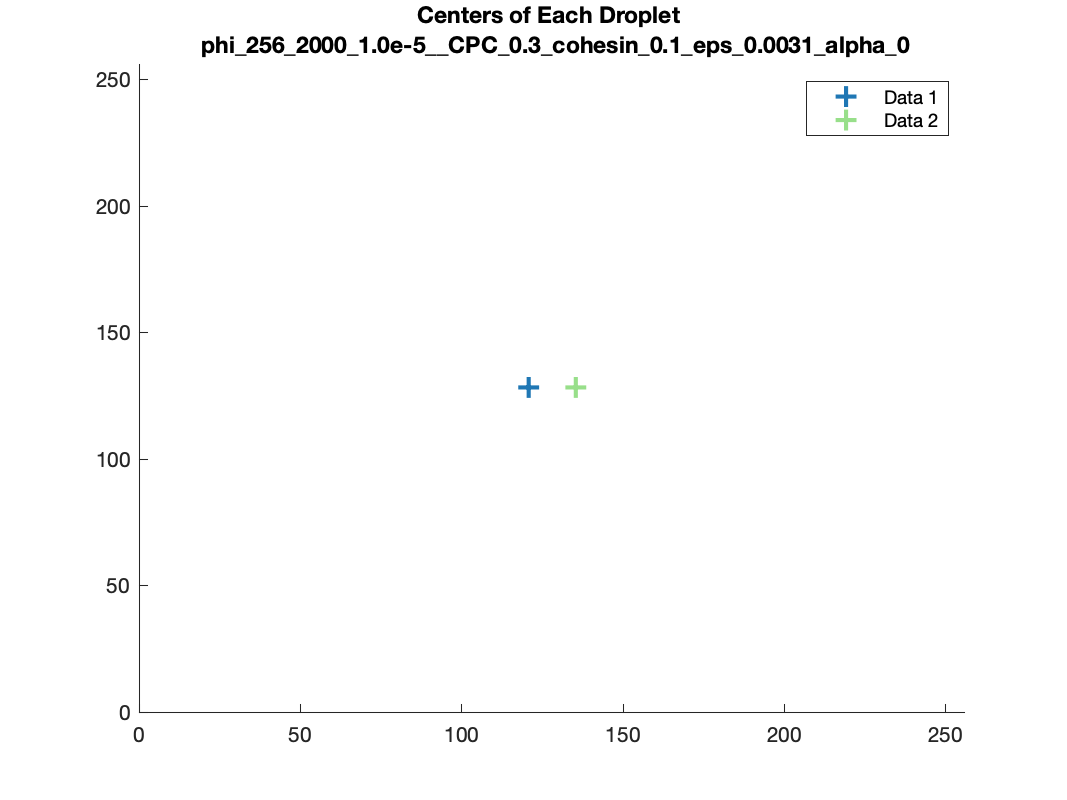 Centers of Each Droplet
phi_256_2000_1.0e-5__CPC_0.3_cohesin_0.1_eps_0.0031_alpha_0
Data 1
Data 2
250
200
150
100
50
0
0 50 100 150 200 250